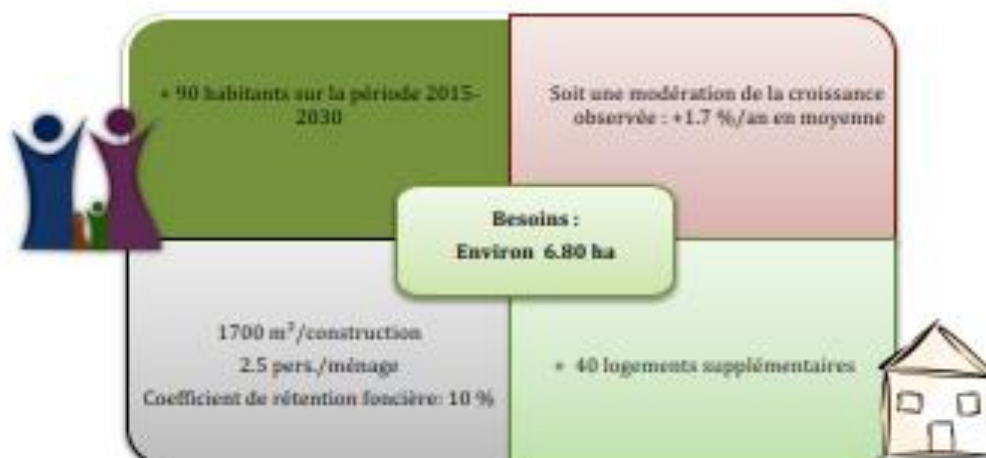 + 90 habitants sur la période 2015-
2030
Soit une modération de la croissance
observée : +1.7 %/an en moyenne
Besoins :
Environ 6.80 ha
1700 m²/construction
2.5 pers./ménage
Coefficient de rétention foncière: 10 %
+ 40 logements supplémentaires